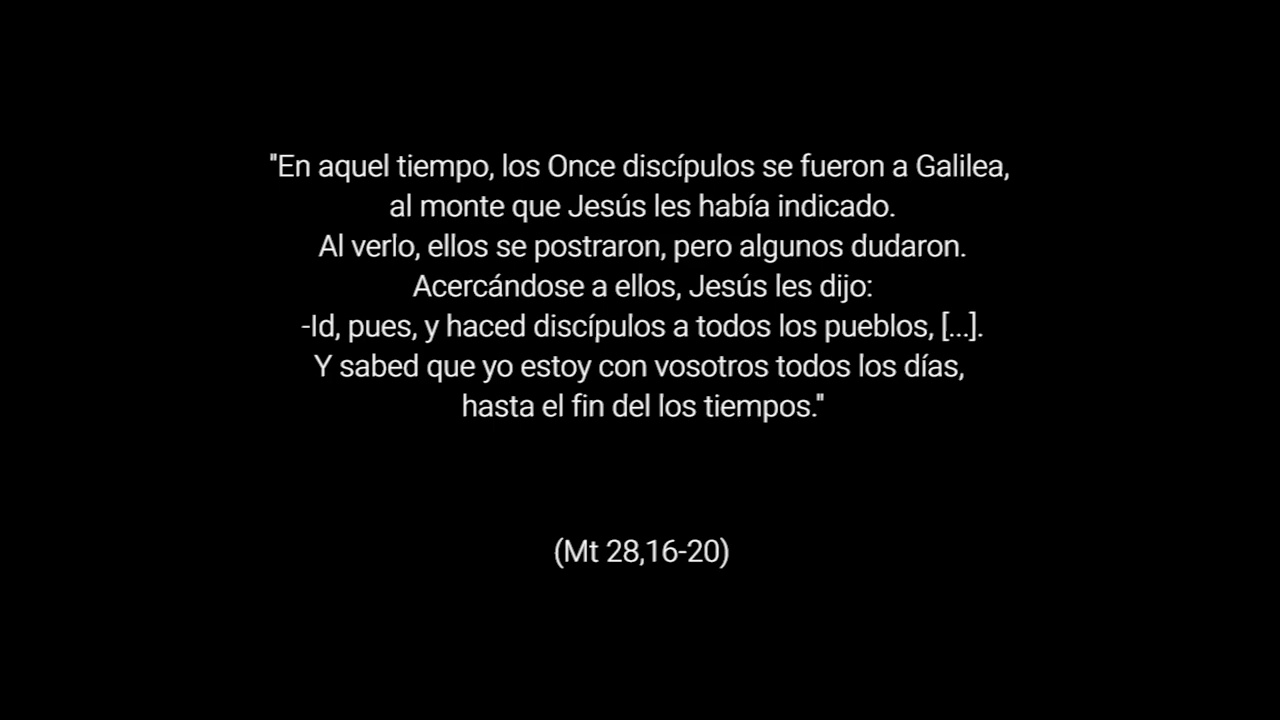 "En aquel tiempo, los Once discípulos se fueron a Galilea,
al monte que Jesús les había indicado.
Al verlo, ellos se postraron, pero algunos dudaron.
Acercándose a ellos, Jesús les dijo:
-Id, pues, y haced discípulos a todos los pueblos, [...].
Y sabed que yo estoy con vosotros todos los días,
hasta el fin del los tiempos."
(Mt 28,16-20)